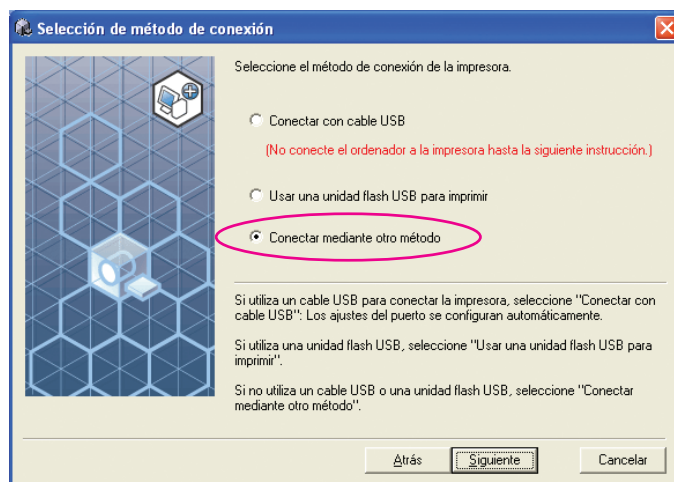 Selección de método de conexión
Seleccione el método de conexión de la impresora.
Conectar con cable USB
(No conecte el ordenador a la impresora hasta la siguiente instrucción.)
Usar una unidad flash USB para imprimir
Conectar mediante otro método
Si utiliza un cable USB para conectar la impresora, seleccione "Conectar con
cable USB": Los ajustes del puerto se configuran automáticamente.
Si utiliza una unidad flash USB, seleccione "Usar una unidad flash USB para
imprimir".
Si no utiliza un cable USB o una unidad flash USB, seleccione "Conectar
mediante otro método".
Atrás Siguiente Cancelar